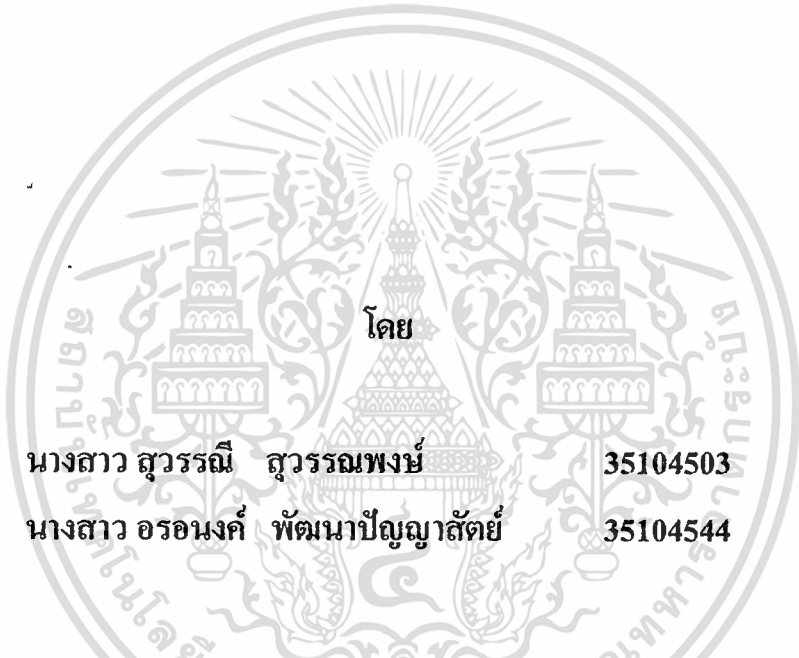 โดย
นางสาว สุวรรณี สุวรรณพงษ์ 35104503
นางสาว อรอนงค์ พัฒนาปัญญาสัตย์ 35104544